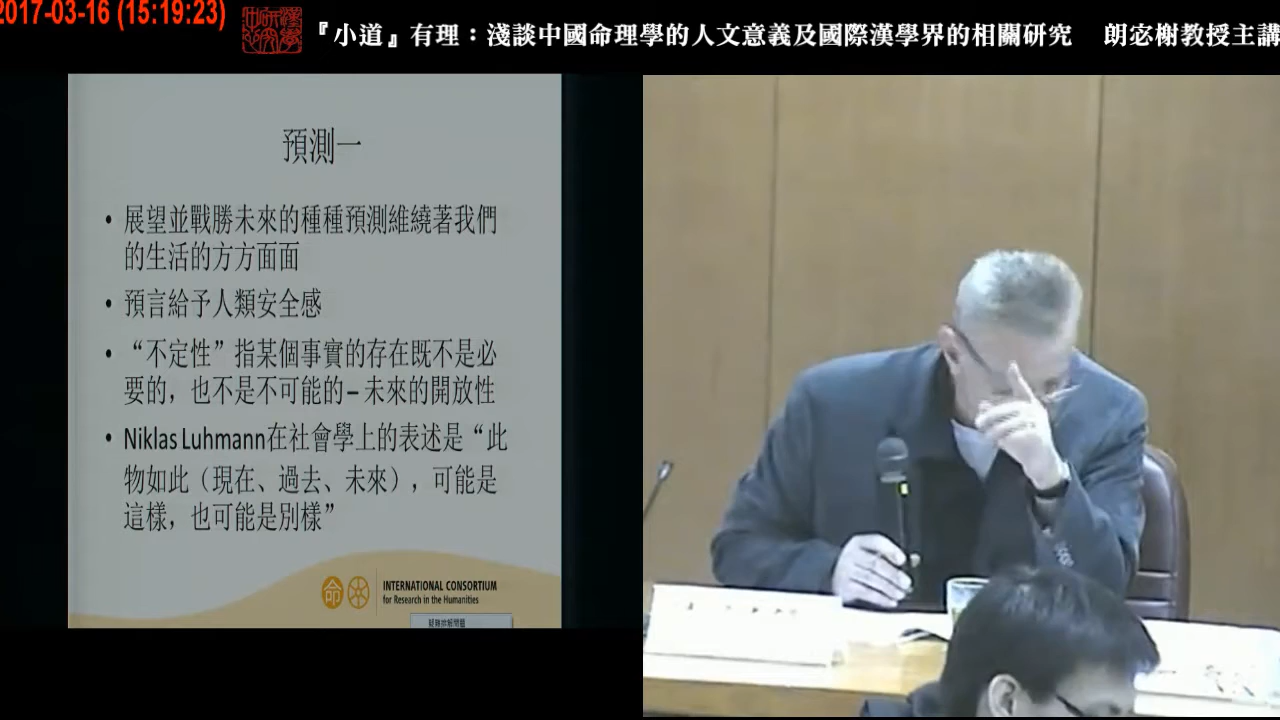 2017-03-16 (15:19:23)
『小道』有理：淺談中國命理學的人文意義及國際漢學界的相關研究 朗宓榭教授主講
預測一
• 展望並戰勝未來的種種預測維繞著我們
的生活的方方面面
• 預言給予人類安全感
• “不定性”指某個事實的存在既不是必
要的，也不是不可能的–未來的開放性
• Niklas Luhmann在社會學上的表述是“此
物如此（現在、過去、未來），可能是
這樣，也可能是別樣”
命
INTERNATIONAL CONSORTIUM
for Research in the Humanities
教授